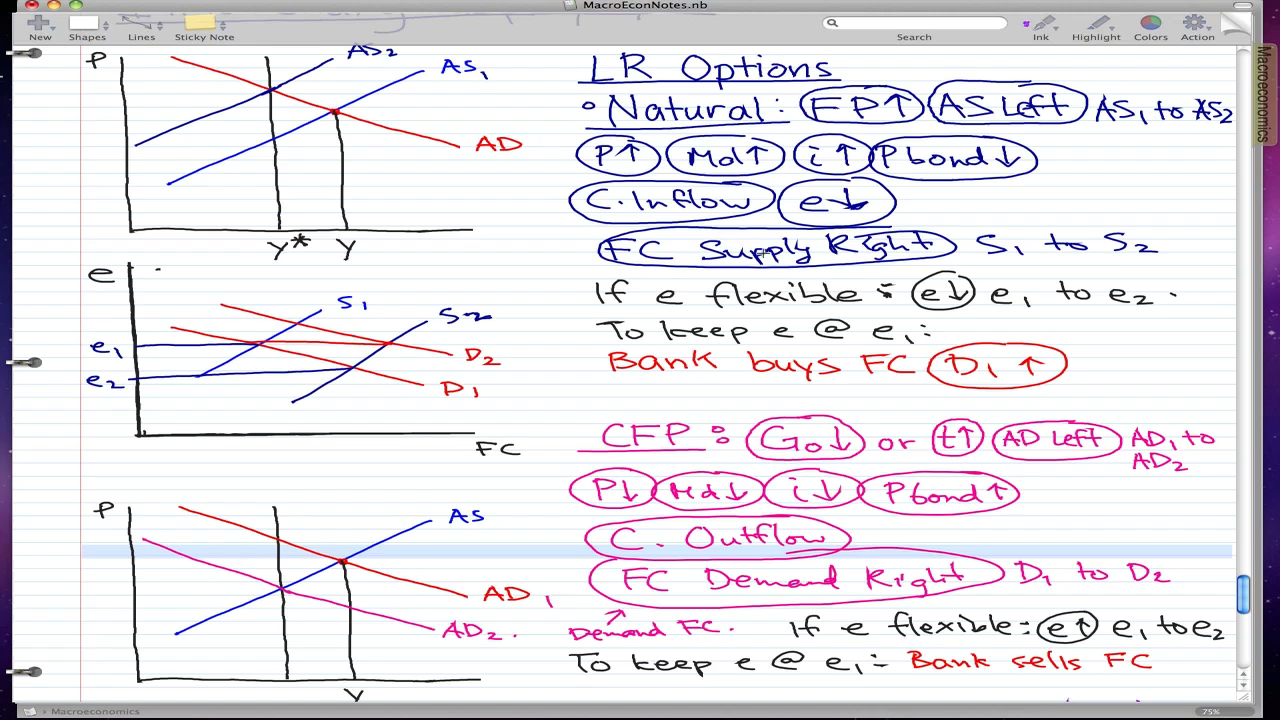 MacroEconNotes.nb
New Shapes Lines Sticky Note Search Ink Highlight Colors Action
Macroeconomics
P AS2 AS1 AD
Y* Y
LR Options
• Natural: FP↑ AS Left AS1 to AS2
P↑ Md↑ i↑ Pbond↓
C. Inflow e↓
FC Supply Right S1 to S2
If e flexible: e↓ e1 to e2.
To keep e @ e1:
Bank buys FC D1 ↑
e S1 S2
e1 D2
e2 D1
FC
CFP: Go↓ or t↑ AD Left AD1 to
AD2
P↓ Md↓ i↓ Pbond↑
C. Outflow
FC Demand Right D1 to D2
Demand FC. If e flexible: e↑ e1 to e2
To keep e @ e1: Bank sells FC
P AS
AD1
AD2.
Y
Macroeconomics
75%